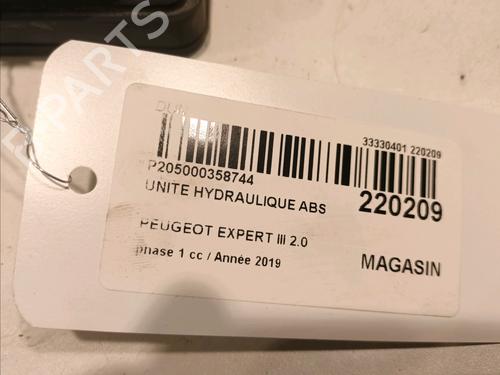 33330401 220209
P205000358744
UNITE HYDRAULIQUE ABS
220209
PEUGEOT EXPERT III 2.0
phase 1 cc / Année 2019
MAGASIN